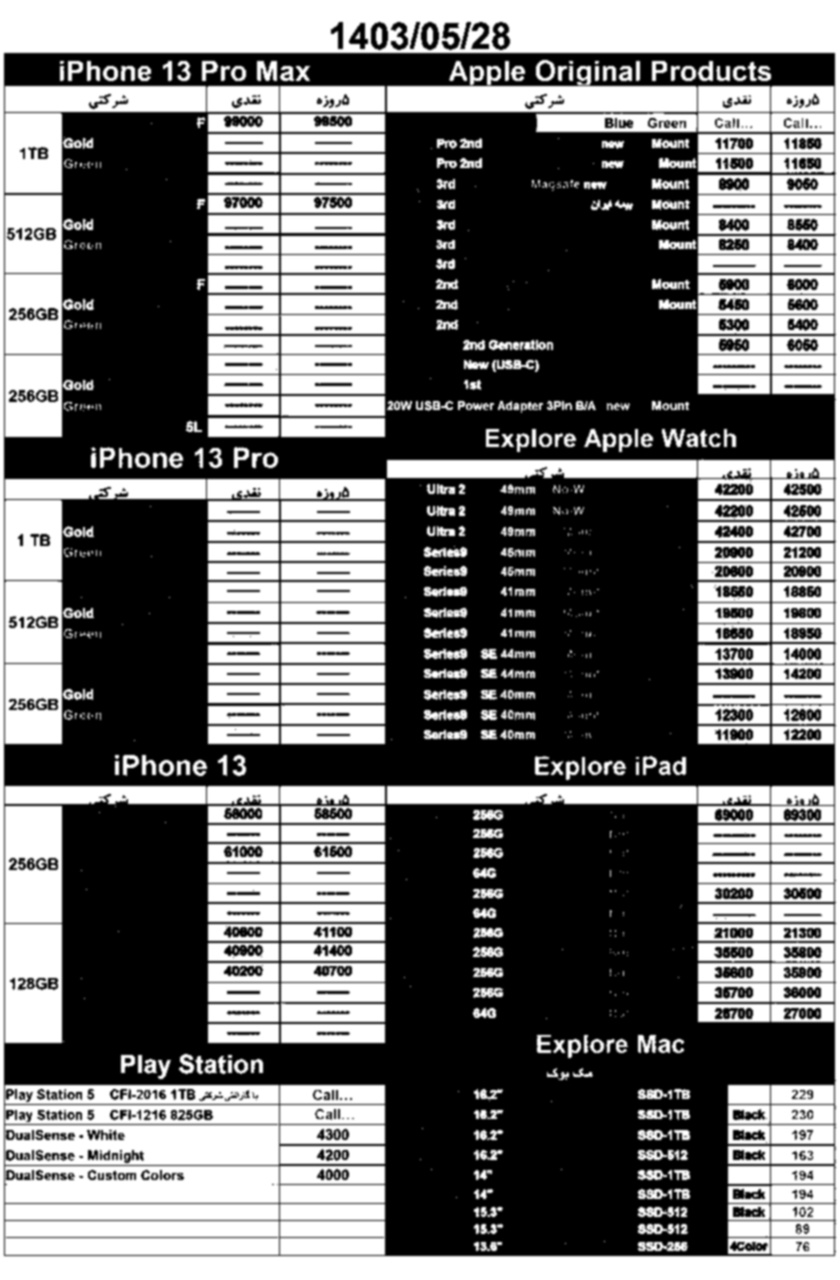 1403/05/28
iPhone 13 Pro Max
شرکتی نقدی ۵روزه
1TB
F 99000 99500
Gold
Green
512GB
F 97000 97500
Gold
Green
256GB
F
Gold
Green
256GB
Gold
Green
5L
iPhone 13 Pro
شرکتی نقدی ۵روزه
1 TB
Gold
Green
512GB
Gold
Green
256GB
Gold
Green
iPhone 13
شرکتی نقدی ۵روزه
256GB
58000 58500
61000 61500
128GB
40600 41100
40900 41400
40200 40700
Play Station
Play Station 5 CFI-2016 1TB با گارانتی شرکتی Call...
Play Station 5 CFI-1216 825GB Call...
DualSense - White 4300
DualSense - Midnight 4200
DualSense - Custom Colors 4000
Apple Original Products
شرکتی نقدی ۵روزه
Blue Green Call... Call...
Pro 2nd new Mount 11700 11850
Pro 2nd new Mount 11500 11650
3rd Magsafe new Mount 8900 9050
3rd بیمه ایران Mount
3rd Mount 8400 8550
3rd Mount 8250 8400
3rd
2nd Mount 5900 6000
2nd Mount 5450 5600
2nd 5300 5400
2nd Generation 5950 6050
New (USB-C)
1st
20W USB-C Power Adapter 3Pin B/A new Mount
Explore Apple Watch
شرکتی نقدی ۵روزه
Ultra 2 49mm No-W 42200 42500
Ultra 2 49mm No-W 42200 42500
Ultra 2 49mm 42400 42700
Series9 45mm 20900 21200
Series9 45mm 20600 20900
Series9 41mm 18550 18850
Series9 41mm 19500 19800
Series9 41mm 18650 18950
Series9 SE 44mm 13700 14000
Series9 SE 44mm 13900 14200
Series9 SE 40mm
Series9 SE 40mm 12300 12600
Series9 SE 40mm 11900 12200
Explore iPad
شرکتی نقدی ۵روزه
256G 69000 69300
256G
256G
64G
256G 30200 30500
64G
256G 21000 21300
256G 35500 35800
256G 35600 35900
256G 35700 36000
64G 26700 27000
Explore Mac
مک بوک
16.2" SSD-1TB 229
16.2" SSD-1TB Black 230
16.2" SSD-1TB Black 197
16.2" SSD-512 Black 163
14" SSD-1TB 194
14" SSD-1TB Black 194
15.3" SSD-512 Black 102
15.3" SSD-512 89
13.6" SSD-256 4Color 76